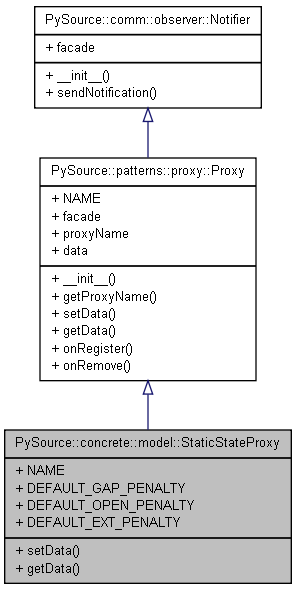 PySource::comm::observer::Notifier
+ facade
+ __init__()
+ sendNotification()
PySource::patterns::proxy::Proxy
+ NAME
+ facade
+ proxyName
+ data
+ __init__()
+ getProxyName()
+ setData()
+ getData()
+ onRegister()
+ onRemove()
PySource::concrete::model::StaticStateProxy
+ NAME
+ DEFAULT_GAP_PENALTY
+ DEFAULT_OPEN_PENALTY
+ DEFAULT_EXT_PENALTY
+ setData()
+ getData()